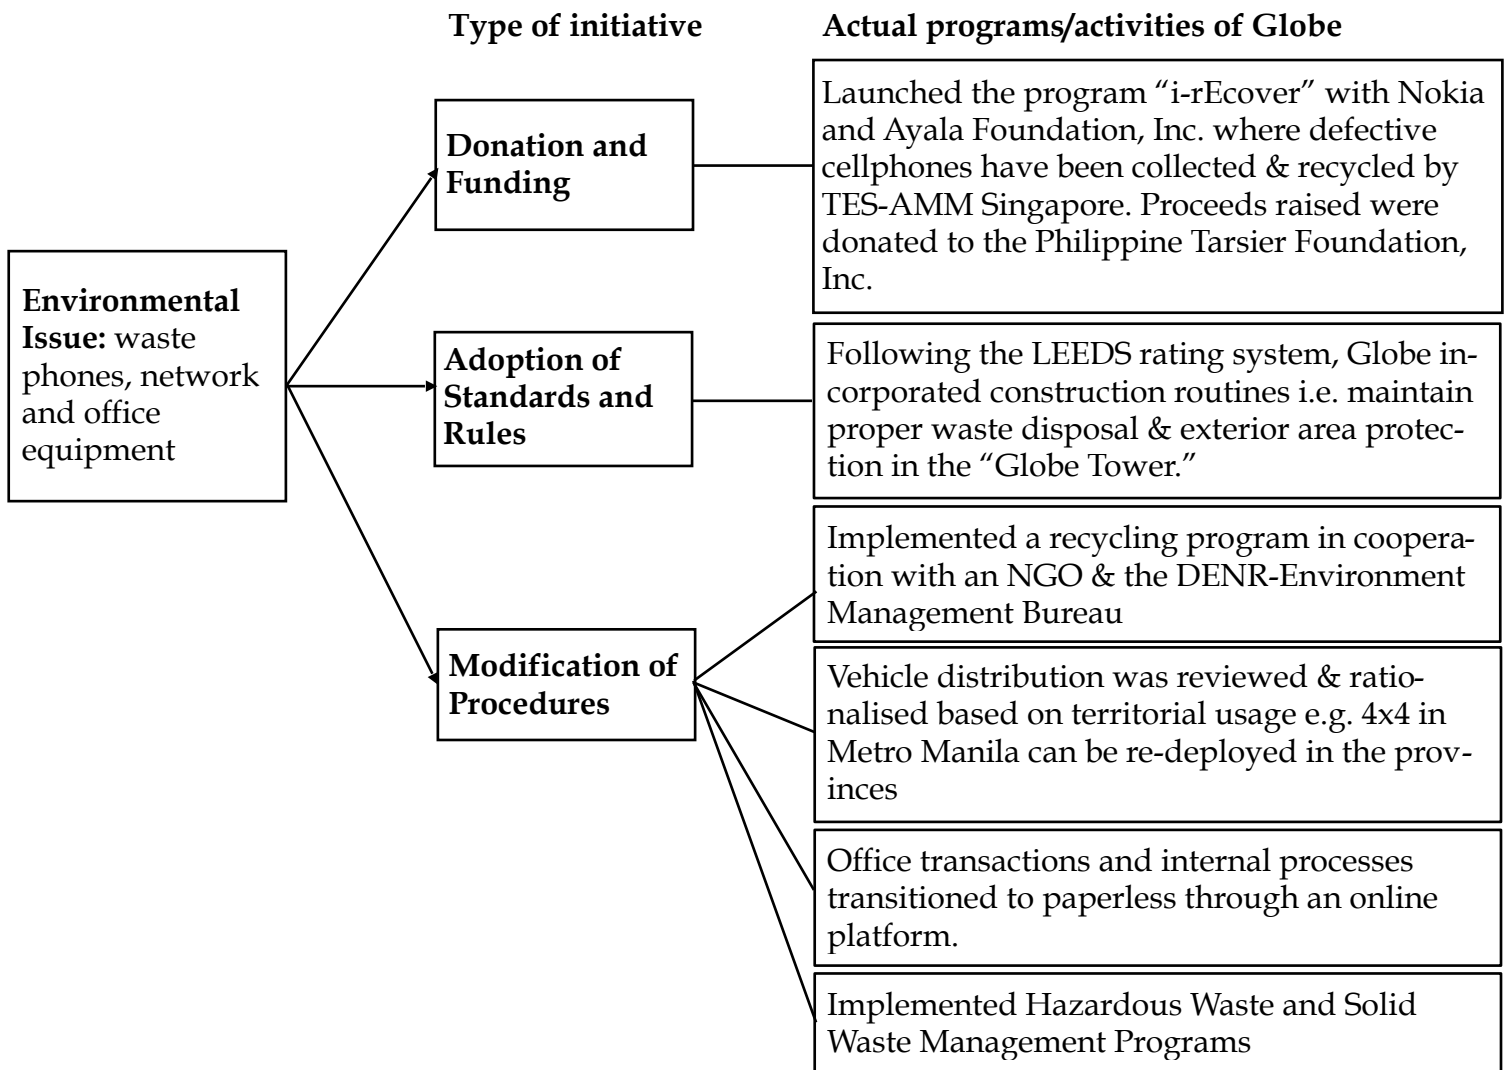 Type of initiative
Actual programs/activities of Globe
Environmental
Issue: waste
phones, network
and office
equipment
Donation and
Funding
Launched the program “i-rEcover” with Nokia
and Ayala Foundation, Inc. where defective
cellphones have been collected & recycled by
TES-AMM Singapore. Proceeds raised were
donated to the Philippine Tarsier Foundation,
Inc.
Adoption of
Standards and
Rules
Following the LEEDS rating system, Globe in-
corporated construction routines i.e. maintain
proper waste disposal & exterior area protec-
tion in the “Globe Tower.”
Modification of
Procedures
Implemented a recycling program in coopera-
tion with an NGO & the DENR-Environment
Management Bureau
Vehicle distribution was reviewed & ratio-
nalised based on territorial usage e.g. 4x4 in
Metro Manila can be re-deployed in the prov-
inces
Office transactions and internal processes
transitioned to paperless through an online
platform.
Implemented Hazardous Waste and Solid
Waste Management Programs